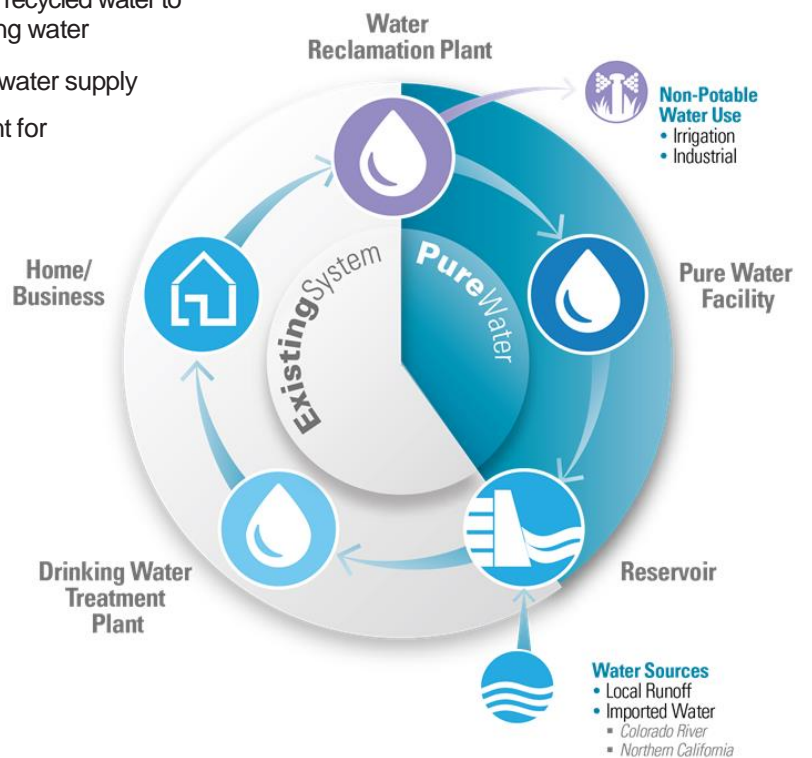 recycled water to
ng water
water supply
nt for
Water
Reclamation Plant
Non-Potable
Water Use
• Irrigation
• Industrial
Home/
Business
ExistingSystem
PureWater
Pure Water
Facility
Drinking Water
Treatment
Plant
Reservoir
Water Sources
• Local Runoff
• Imported Water
▪ Colorado River
▪ Northern California